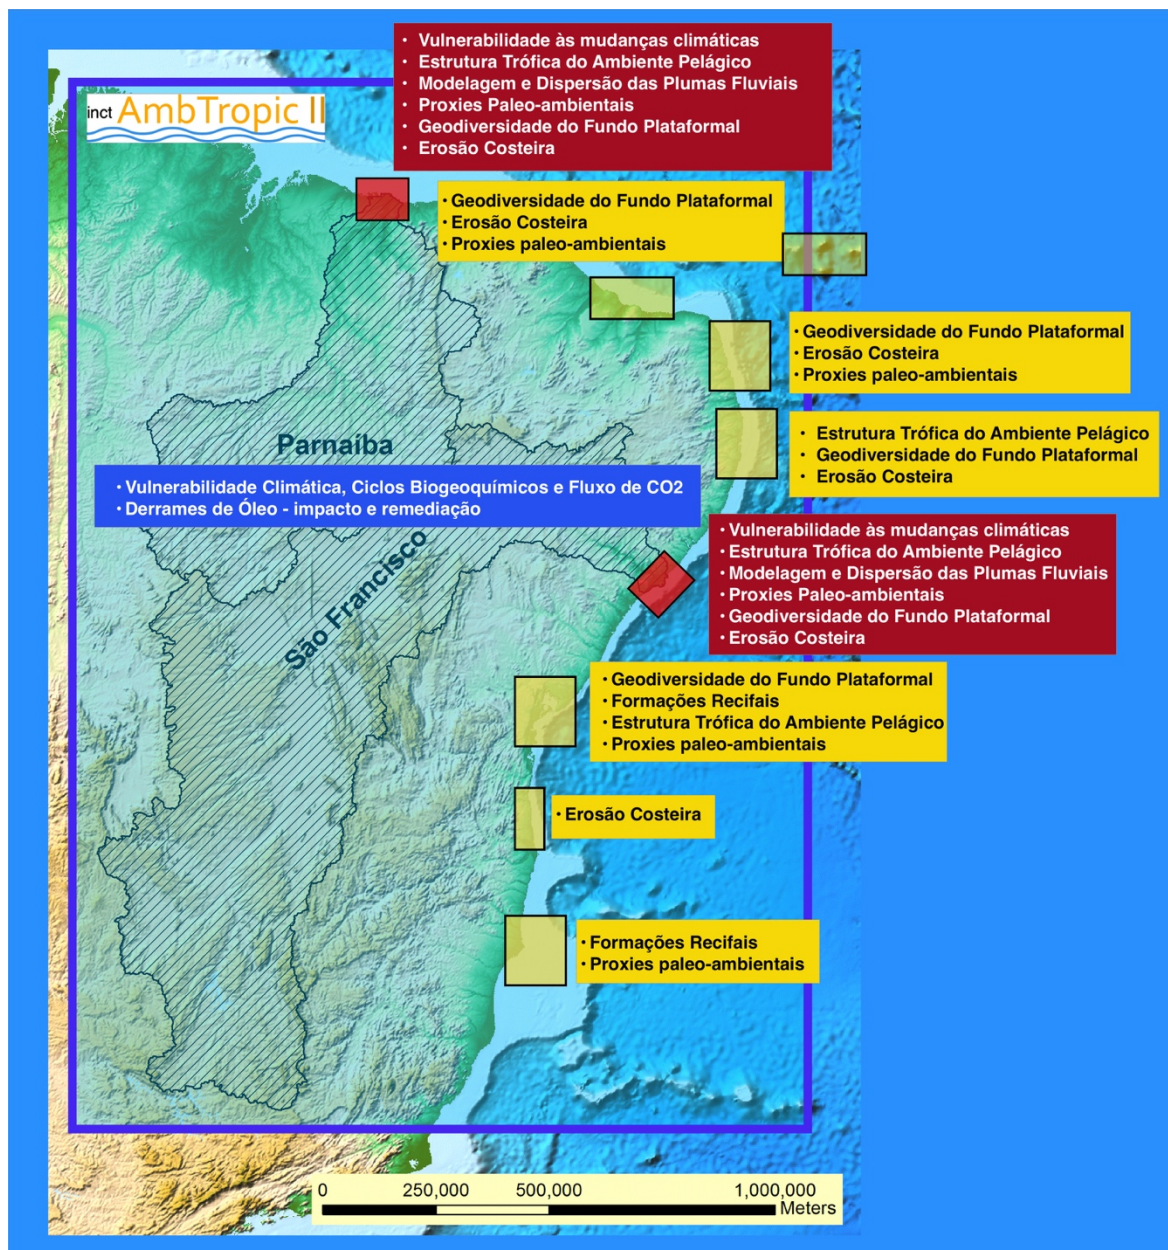 • Vulnerabilidade às mudanças climáticas
• Estrutura Trófica do Ambiente Pelágico
• Modelagem e Dispersão das Plumas Fluviais
• Proxies Paleo-ambientais
• Geodiversidade do Fundo Plataformal
• Erosão Costeira
inct AmbTropic II
• Geodiversidade do Fundo Plataformal
• Erosão Costeira
• Proxies paleo-ambientais
• Geodiversidade do Fundo Plataformal
• Erosão Costeira
• Proxies paleo-ambientais
• Estrutura Trófica do Ambiente Pelágico
• Geodiversidade do Fundo Plataformal
• Erosão Costeira
Parnaíba
• Vulnerabilidade Climática, Ciclos Biogeoquímicos e Fluxo de CO2
• Derrames de Óleo - impacto e remediação
São Francisco
• Vulnerabilidade às mudanças climáticas
• Estrutura Trófica do Ambiente Pelágico
• Modelagem e Dispersão das Plumas Fluviais
• Proxies Paleo-ambientais
• Geodiversidade do Fundo Plataformal
• Erosão Costeira
• Geodiversidade do Fundo Plataformal
• Formações Recifais
• Estrutura Trófica do Ambiente Pelágico
• Proxies paleo-ambientais
• Erosão Costeira
• Formações Recifais
• Proxies paleo-ambientais
0 250,000 500,000 1,000,000
Meters